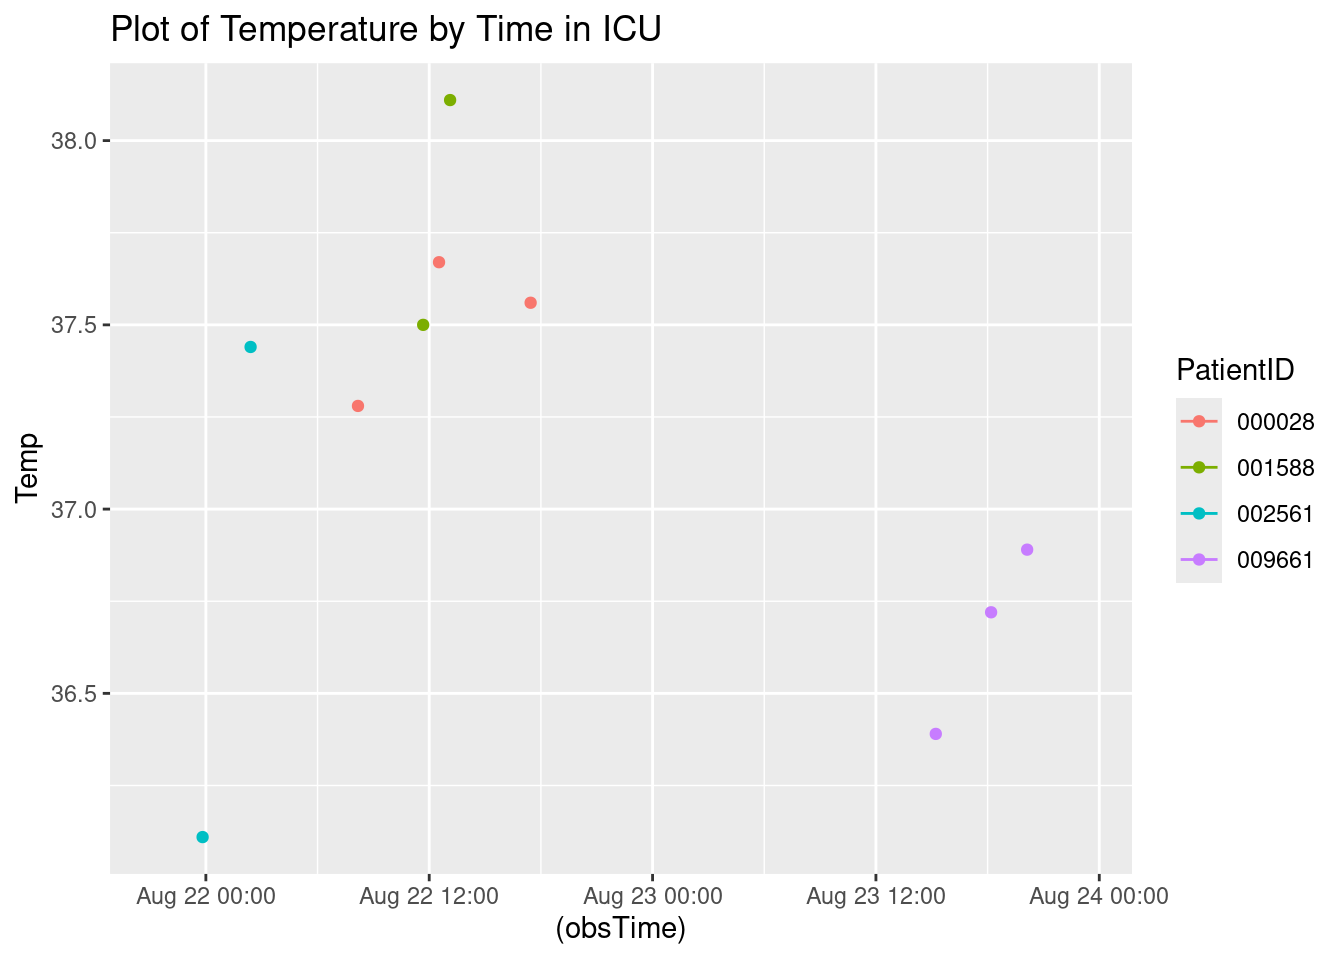 Plot of Temperature by Time in ICU
38.0
37.5
37.0
36.5
Temp
Aug 22 00:00
Aug 22 12:00
Aug 23 00:00
Aug 23 12:00
Aug 24 00:00
(obsTime)
PatientID
000028
001588
002561
009661